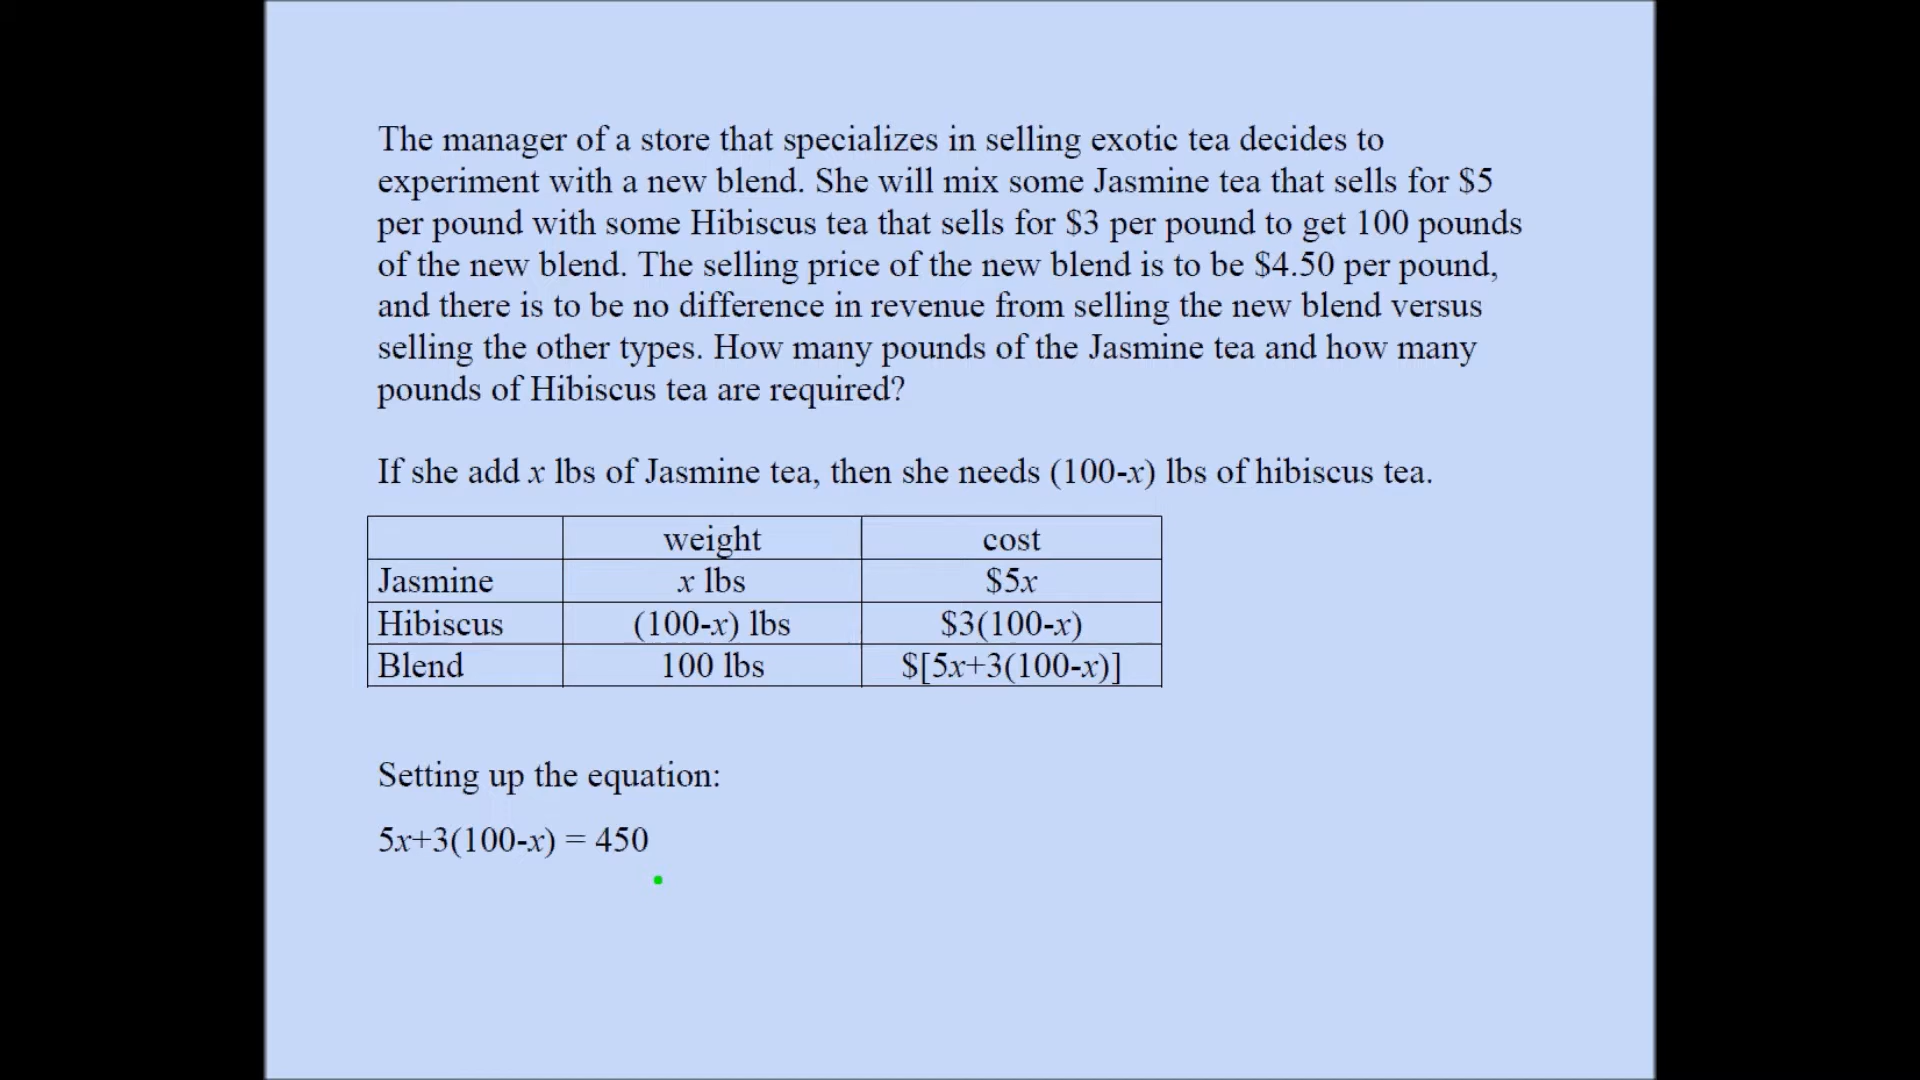 The manager of a store that specializes in selling exotic tea decides to
experiment with a new blend. She will mix some Jasmine tea that sells for $5
per pound with some Hibiscus tea that sells for $3 per pound to get 100 pounds
of the new blend. The selling price of the new blend is to be $4.50 per pound,
and there is to be no difference in revenue from selling the new blend versus
selling the other types. How many pounds of the Jasmine tea and how many
pounds of Hibiscus tea are required?
If she add x lbs of Jasmine tea, then she needs (100-x) lbs of hibiscus tea.
weight cost
Jasmine x lbs $5x
Hibiscus (100-x) lbs $3(100-x)
Blend 100 lbs $[5x+3(100-x)]
Setting up the equation:
5x+3(100-x) = 450